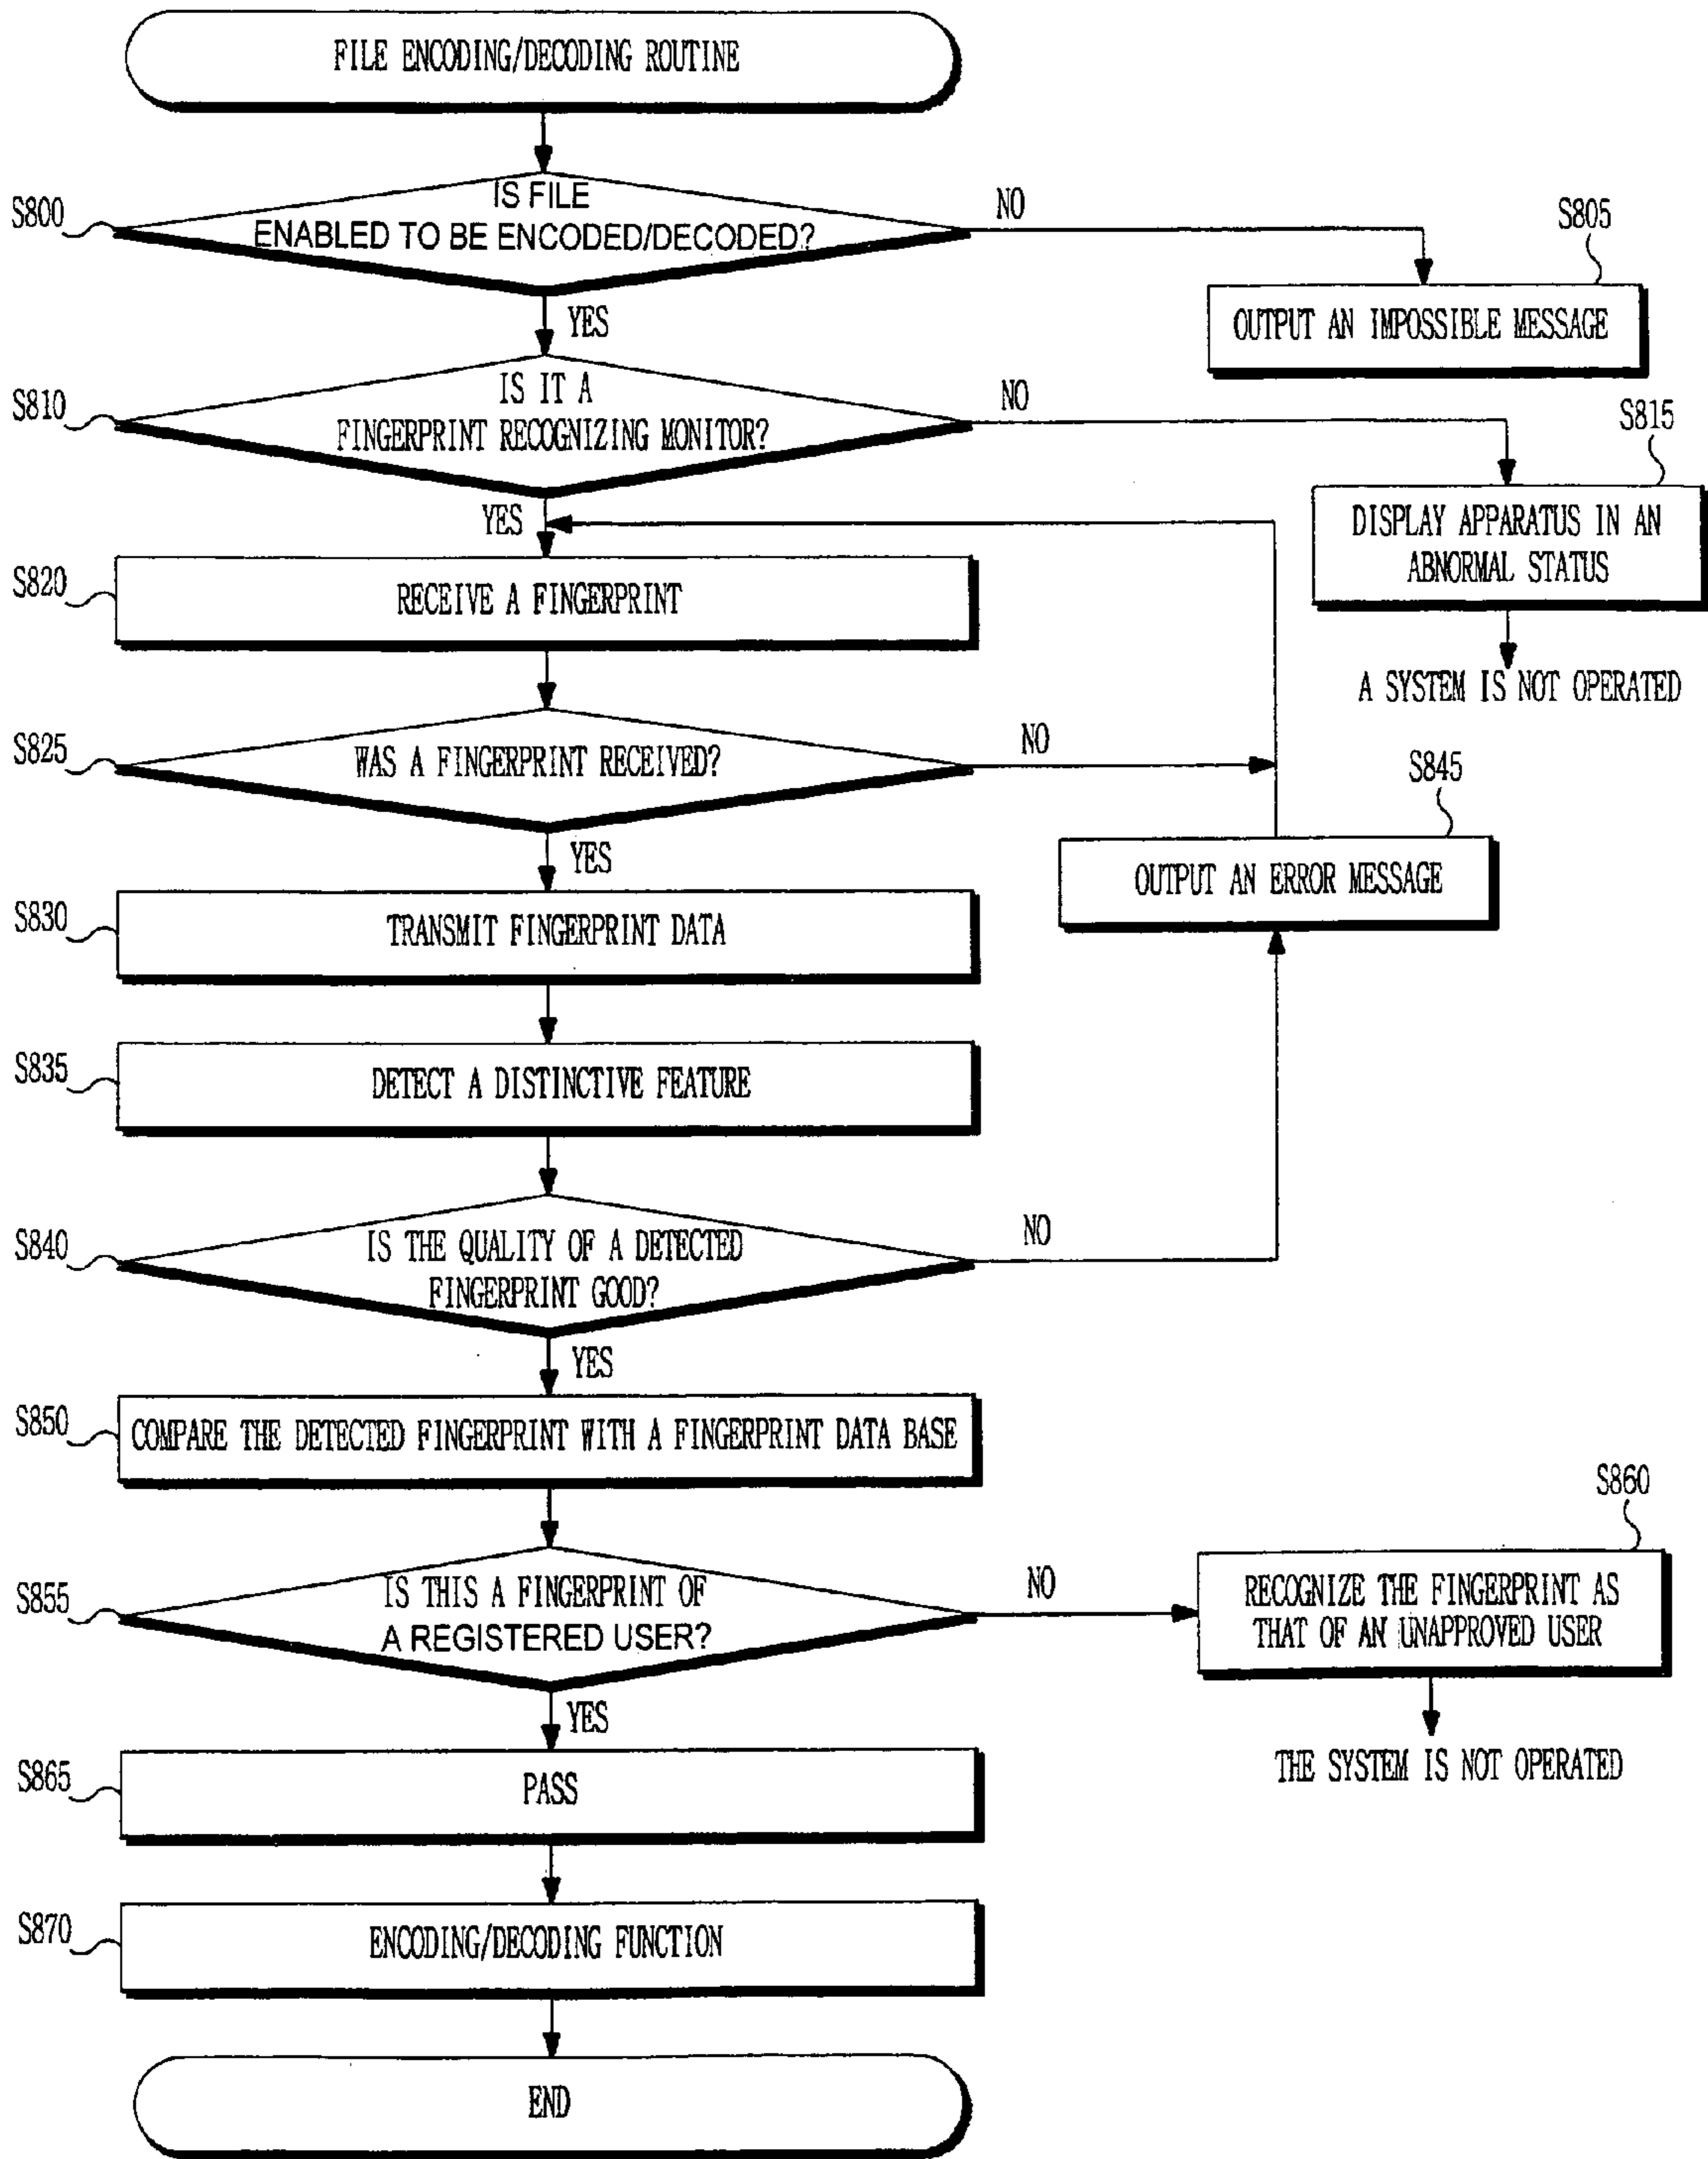 FILE ENCODING/DECODING ROUTINE
S800
IS FILE
ENABLED TO BE ENCODED/DECODED?
NO
S805
OUTPUT AN IMPOSSIBLE MESSAGE
YES
S810
IS IT A
FINGERPRINT RECOGNIZING MONITOR?
NO
S815
DISPLAY APPARATUS IN AN
ABNORMAL STATUS
A SYSTEM IS NOT OPERATED
YES
S820
RECEIVE A FINGERPRINT
S825
WAS A FINGERPRINT RECEIVED?
NO
S845
OUTPUT AN ERROR MESSAGE
YES
S830
TRANSMIT FINGERPRINT DATA
S835
DETECT A DISTINCTIVE FEATURE
S840
IS THE QUALITY OF A DETECTED
FINGERPRINT GOOD?
NO
YES
S850
COMPARE THE DETECTED FINGERPRINT WITH A FINGERPRINT DATA BASE
S855
IS THIS A FINGERPRINT OF
A REGISTERED USER?
NO
S860
RECOGNIZE THE FINGERPRINT AS
THAT OF AN UNAPPROVED USER
THE SYSTEM IS NOT OPERATED
YES
S865
PASS
S870
ENCODING/DECODING FUNCTION
END